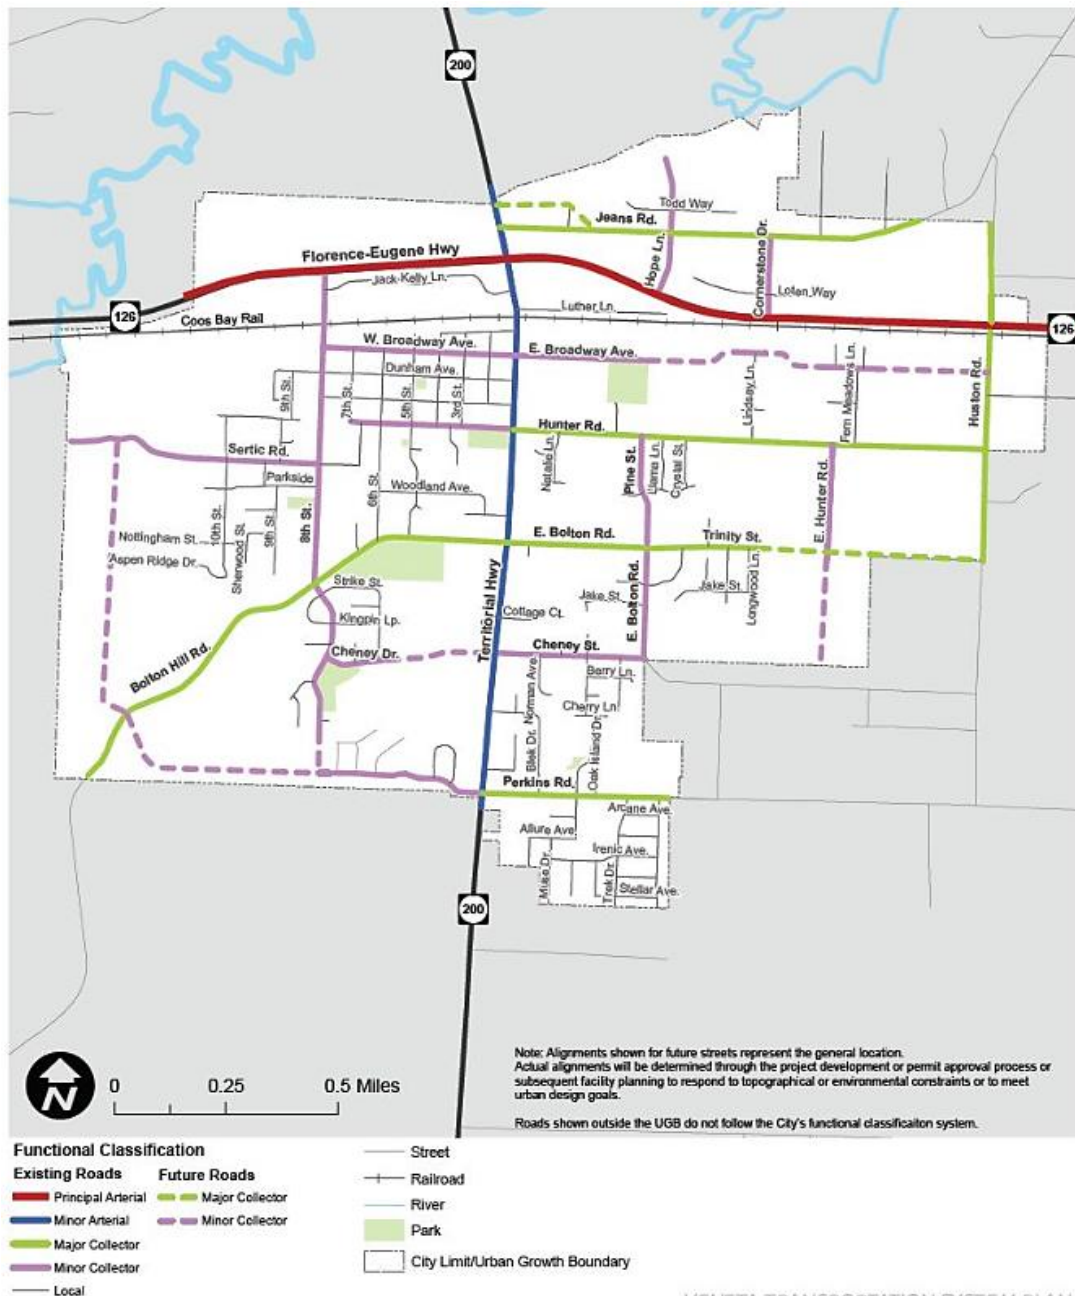 200
Todd Way
Jeans Rd.
Florence-Eugene Hwy
Hope Ln.
Cornerstone Dr.
Jack-Kelly Ln.
Lolan Way
Luther Ln.
126
Coos Bay Rail
126
W. Broadway Ave.
E. Broadway Ave.
Dunham Ave.
9th St.
7th St.
5th St.
3rd St.
Lindsay Ln.
Fern Meadows Ln.
Huston Rd.
Hunter Rd.
Sertic Rd.
Natalie Ln.
Pine St.
Llama Ln.
Crystal St.
Parkside
6th St.
Woodland Ave.
E. Hunter Rd.
10th St.
Sherwood St.
9th St.
8th St.
Nottingham St.
Aspen Ridge Dr.
E. Bolton Rd.
Trinity St.
Strike St.
Jake St.
Jake St.
Longwood Ln.
Kingpin Lp.
Cottage Ct.
E. Bolton Rd.
Territorial Hwy
Cheney Dr.
Cheney St.
Bolton Hill Rd.
Norman Ave.
Berry Ln.
Cherry Ln.
Blek Dr.
Oak Island Dr.
Perkins Rd.
Arcane Ave.
Allure Ave.
Irenic Ave.
Muse Dr.
Trek Dr.
Stellar Ave.
200
N
0 0.25 0.5 Miles
Note: Alignments shown for future streets represent the general location.
Actual alignments will be determined through the project development or permit approval process or
subsequent facility planning to respond to topographical or environmental constraints or to meet
urban design goals.
Roads shown outside the UGB do not follow the City's functional classificaiton system.
Functional Classification
Existing Roads Future Roads
Principal Arterial
Minor Arterial
Major Collector
Minor Collector
Local
Major Collector
Minor Collector
Street
Railroad
River
Park
City Limit/Urban Growth Boundary